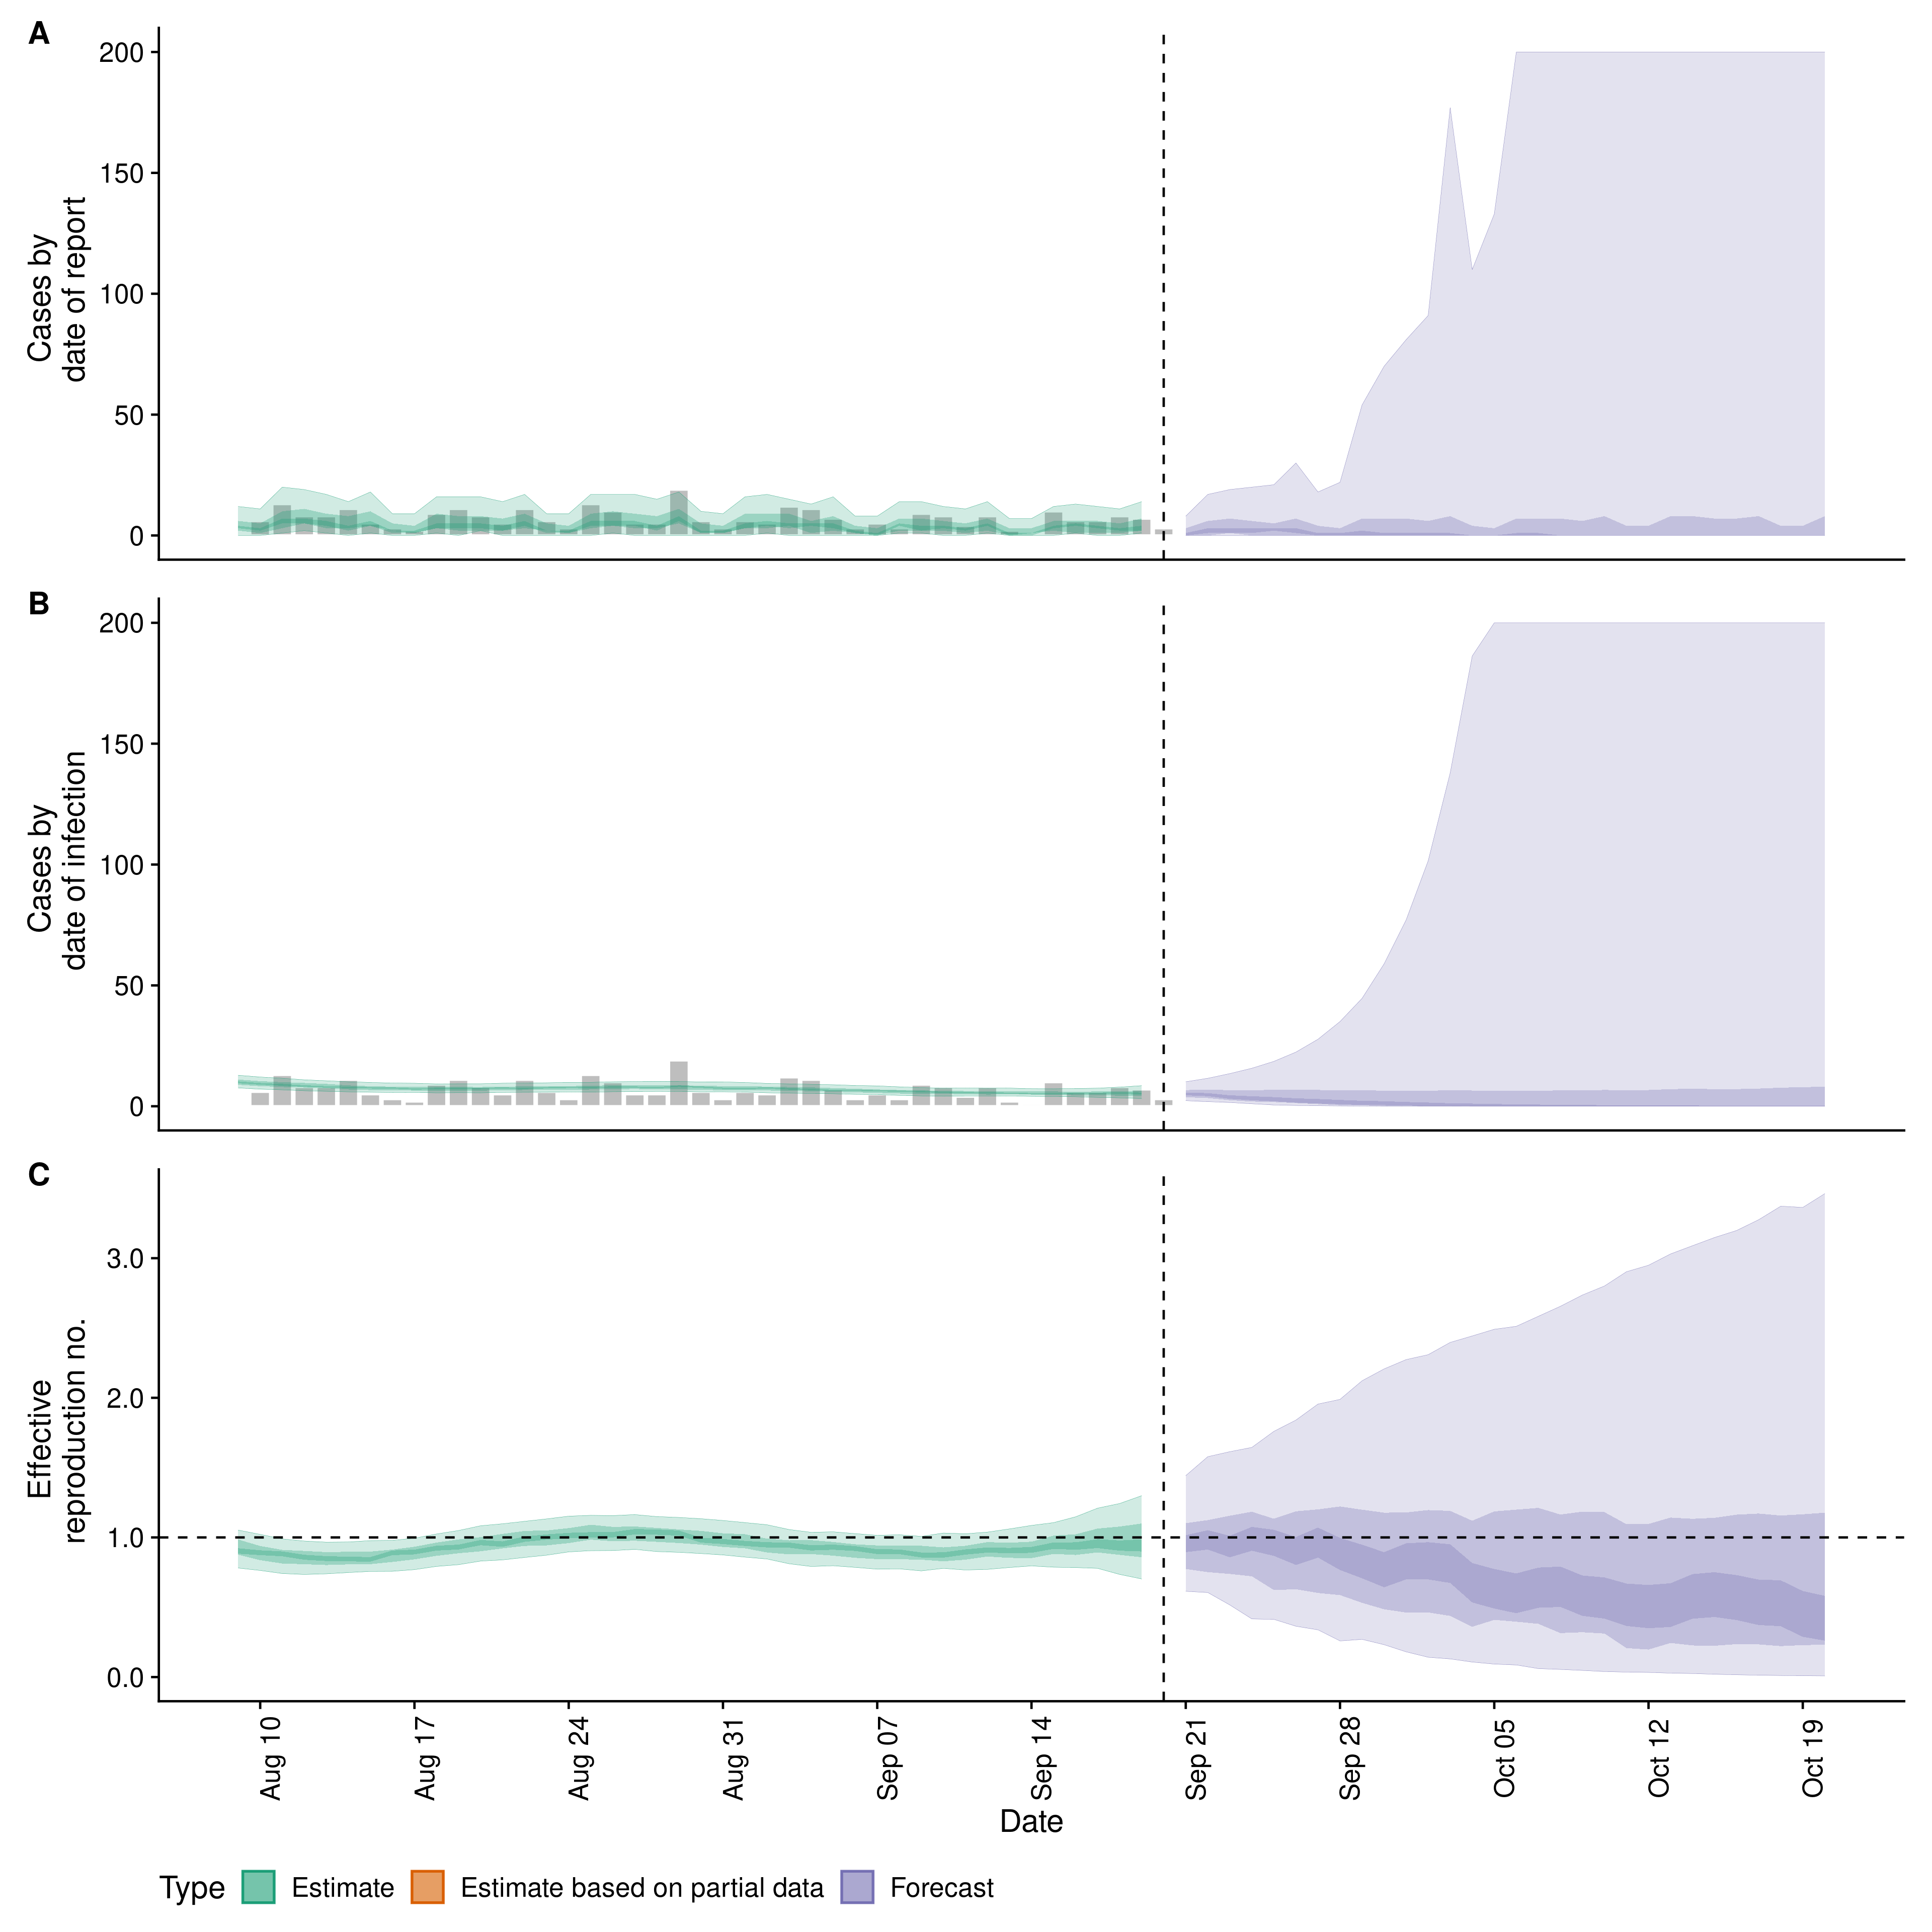 A
200
150
100
50
0
Cases by
date of report
B
200
150
100
50
0
Cases by
date of infection
C
3.0
2.0
1.0
0.0
Effective
reproduction no.
Aug 10
Aug 17
Aug 24
Aug 31
Sep 07
Sep 14
Sep 21
Sep 28
Oct 05
Oct 12
Oct 19
Date
Type Estimate Estimate based on partial data Forecast